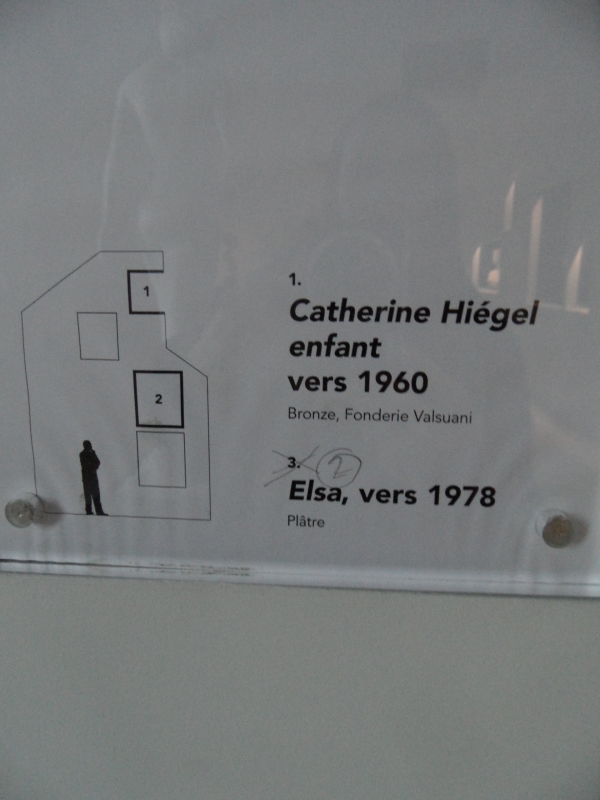 1
2
1.
Catherine Hiégel
enfant
vers 1960
Bronze, Fonderie Valsuani
3. 2
Elsa, vers 1978
Plâtre